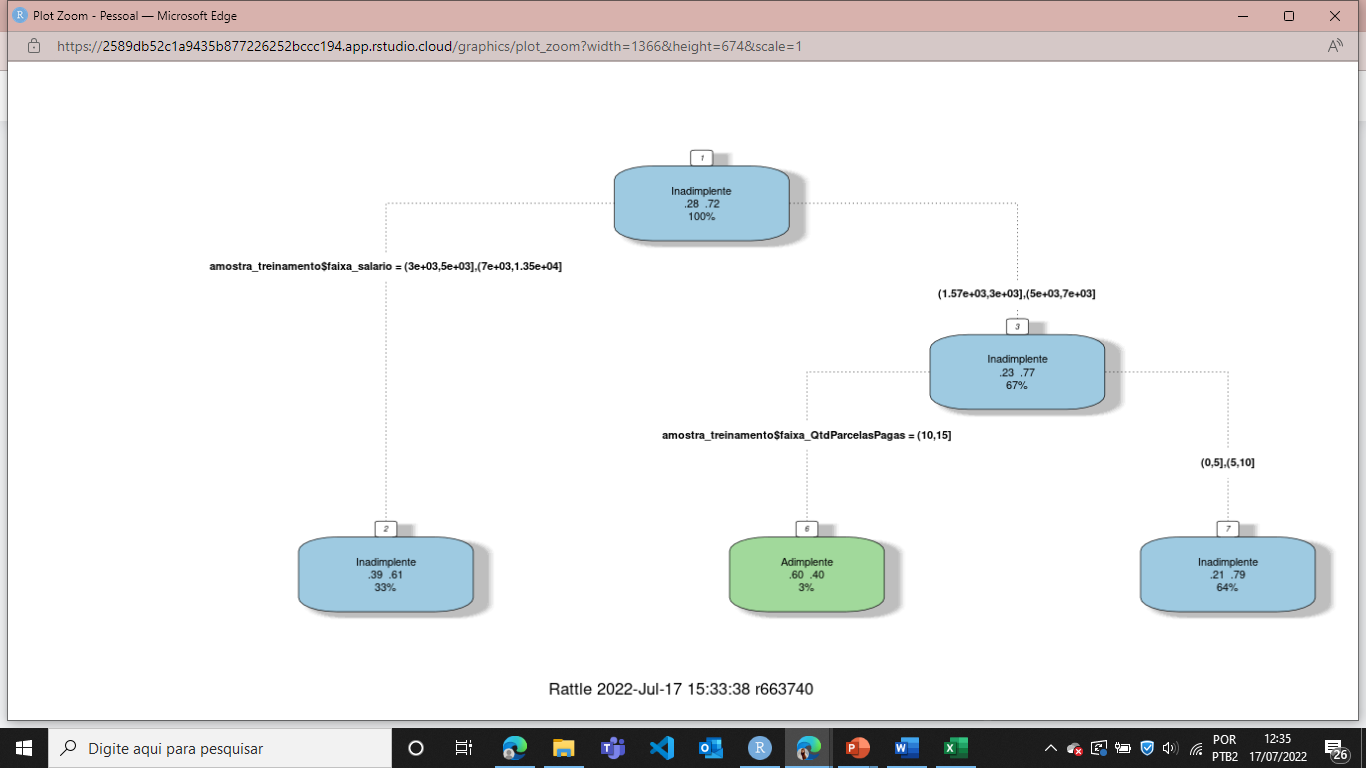 Plot Zoom - Pessoal — Microsoft Edge
https://2589db52c1a9435b877226252bccc194.app.rstudio.cloud/graphics/plot_zoom?width=1366&height=674&scale=1
1
Inadimplente
.28 .72
100%
amostra_treinamento$faixa_salario = (3e+03,5e+03],(7e+03,1.35e+04]
(1.57e+03,3e+03],(5e+03,7e+03]
3
Inadimplente
.23 .77
67%
amostra_treinamento$faixa_QtdParcelasPagas = (10,15]
(0,5],(5,10]
2
Inadimplente
.39 .61
33%
6
Adimplente
.60 .40
3%
7
Inadimplente
.21 .79
64%
Rattle 2022-Jul-17 15:33:38 r663740
Digite aqui para pesquisar
POR
PTB2
12:35
17/07/2022
26